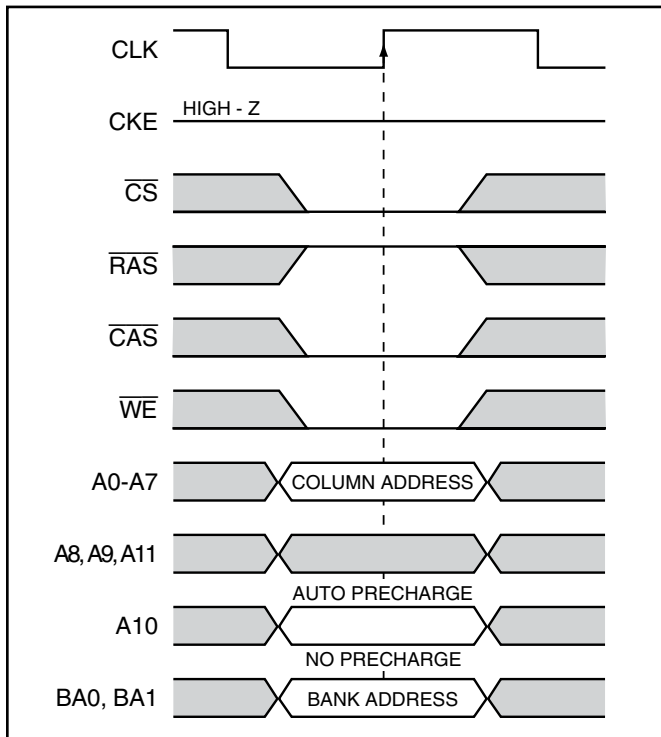 CLK
HIGH - Z
CKE
CS
RAS
CAS
WE
A0-A7 COLUMN ADDRESS
A8, A9, A11
AUTO PRECHARGE
A10
NO PRECHARGE
BA0, BA1 BANK ADDRESS